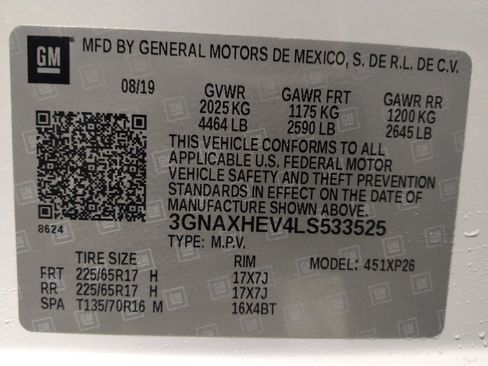 GM MFD BY GENERAL MOTORS DE MEXICO, S. DE R.L. DE C.V.
08/19 GVWR GAWR FRT GAWR RR
2025 KG 1175 KG 1200 KG
4464 LB 2590 LB 2645 LB
THIS VEHICLE CONFORMS TO ALL
APPLICABLE U.S. FEDERAL MOTOR
VEHICLE SAFETY AND THEFT PREVENTION
STANDARDS IN EFFECT ON THE DATE OF
MANUFACTURE SHOWN ABOVE.
8624 3GNAXHEV4LS533525
TYPE: M.P.V.
TIRE SIZE RIM MODEL: 451XP26
FRT 225/65R17 H 17X7J
RR 225/65R17 H 17X7J
SPA T135/70R16 M 16X4BT